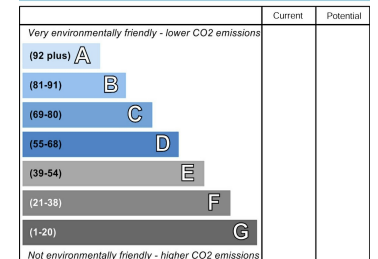 Current Potential
Very environmentally friendly - lower CO2 emissions
(92 plus) A
(81-91) B
(69-80) C
(55-68) D
(39-54) E
(21-38) F
(1-20) G
Not environmentally friendly - higher CO2 emissions